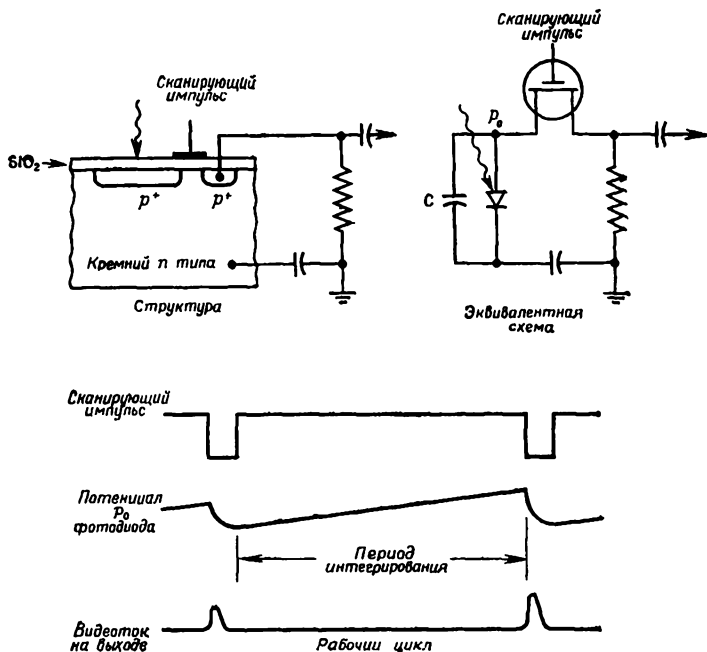 Сканирующий
импульс
SiO₂
p⁺
p⁺
Кремний n типа
Структура
Сканирующий
импульс
P₀
C
Эквивалентная
схема
Сканирующий
импульс
Потенциал
P₀
фотодиода
Период
интегрирования
Видеоток
на выходе
Рабочий цикл